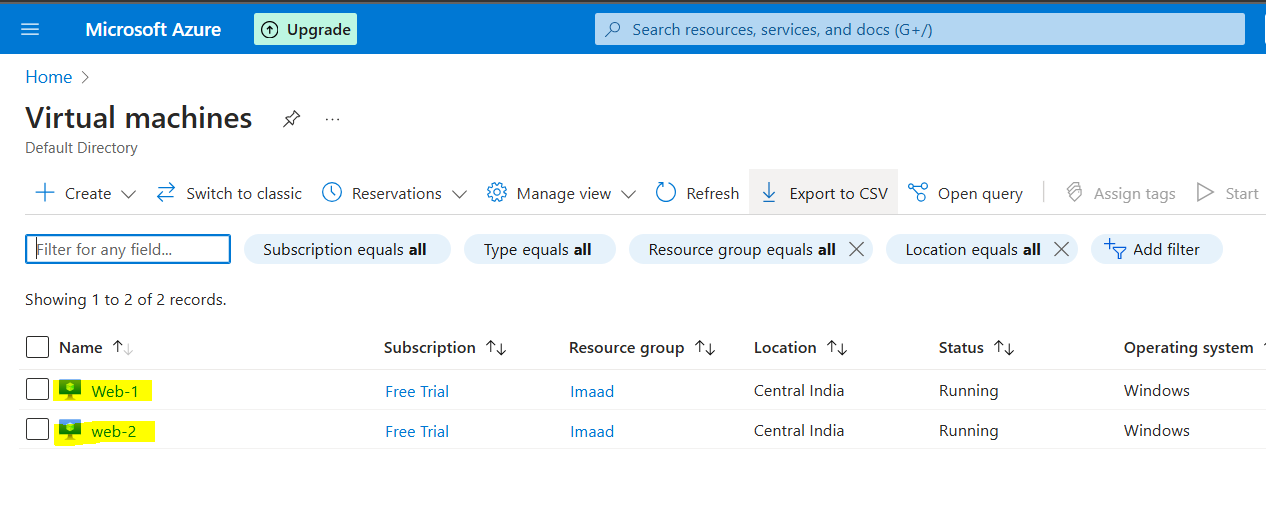 Microsoft Azure Upgrade Search resources, services, and docs (G+/)
Home
Virtual machines ...
Default Directory
Create Switch to classic Reservations Manage view Refresh Export to CSV Open query Assign tags Start
Filter for any field... Subscription equals all Type equals all Resource group equals all Location equals all Add filter
Showing 1 to 2 of 2 records.
Name Subscription Resource group Location Status Operating system
Web-1 Free Trial Imaad Central India Running Windows
web-2 Free Trial Imaad Central India Running Windows